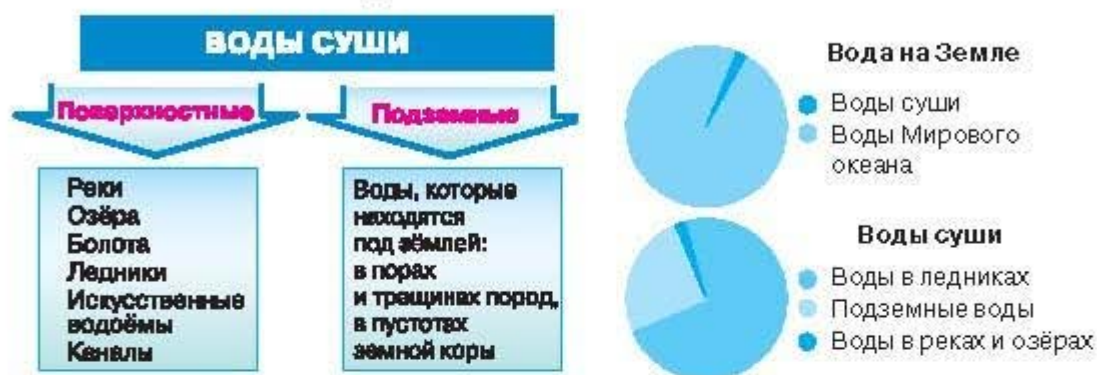 ВОДЫ СУШИ
Поверхностные
Реки
Озёра
Болота
Ледники
Искусственные
водоёмы
Каналы
Подземные
Воды, которые
находятся
под зёмлей:
в порах
и трещинах пород,
в пустотах
земной коры
Вода на Земле
Воды суши
Воды Мирового
океана
Воды суши
Воды в ледниках
Подземные воды
Воды в реках и озёрах